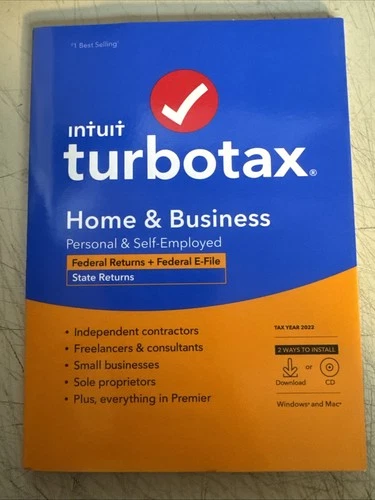 #1 Best Selling
intuit
turbotax®
Home & Business
Personal & Self-Employed
Federal Returns + Federal E-File
State Returns
• Independent contractors
• Freelancers & consultants
• Small businesses
• Sole proprietors
• Plus, everything in Premier
TAX YEAR 2022
2 WAYS TO INSTALL
or
Download
CD
Windows® and Mac®